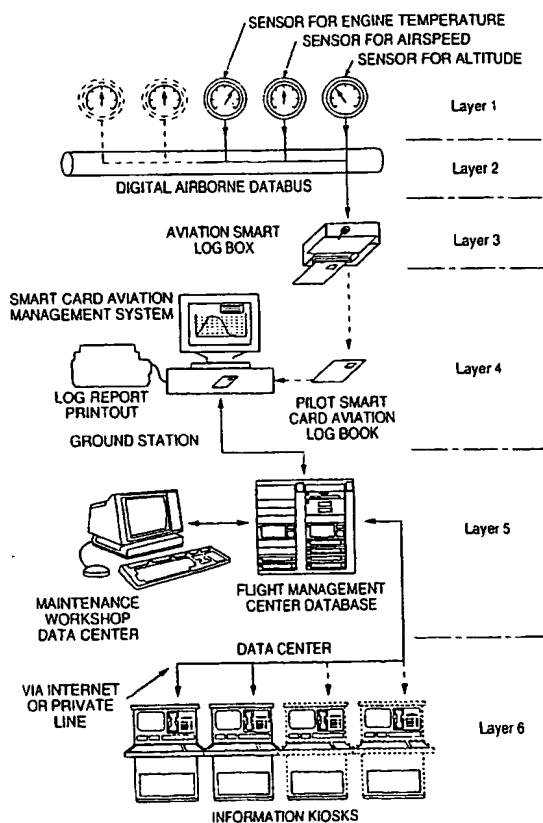 SENSOR FOR ENGINE TEMPERATURE
SENSOR FOR AIRSPEED
SENSOR FOR ALTITUDE
Layer 1
DIGITAL AIRBORNE DATABUS
Layer 2
AVIATION SMART
LOG BOX
Layer 3
SMART CARD AVIATION
MANAGEMENT SYSTEM
LOG REPORT
PRINTOUT
GROUND STATION
PILOT SMART
CARD AVIATION
LOG BOOK
Layer 4
MAINTENANCE
WORKSHOP
DATA CENTER
FLIGHT MANAGEMENT
CENTER DATABASE
Layer 5
DATA CENTER
VIA INTERNET
OR PRIVATE
LINE
Layer 6
INFORMATION KIOSKS